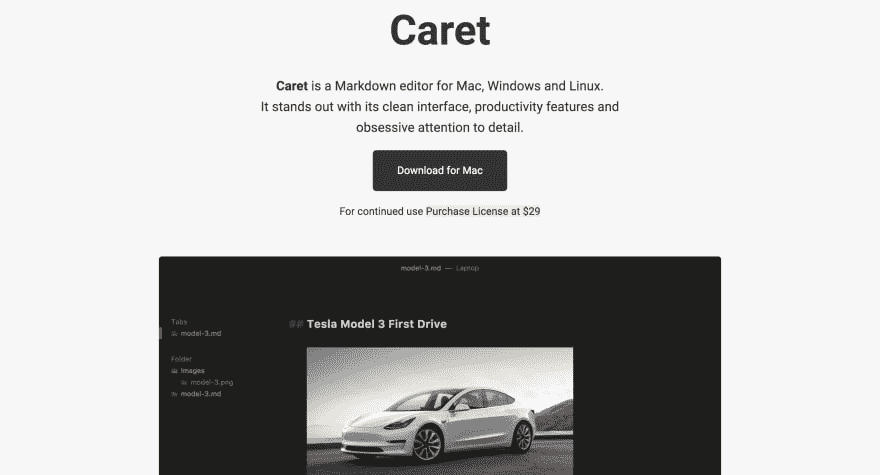 Caret
Caret is a Markdown editor for Mac, Windows and Linux.
It stands out with its clean interface, productivity features and
obsessive attention to detail.
Download for Mac
For continued use Purchase License at $29
model-3.md — Laptop
Tabs
model-3.md
## Tesla Model 3 First Drive
Folder
Images
model-3.png
model-3.md